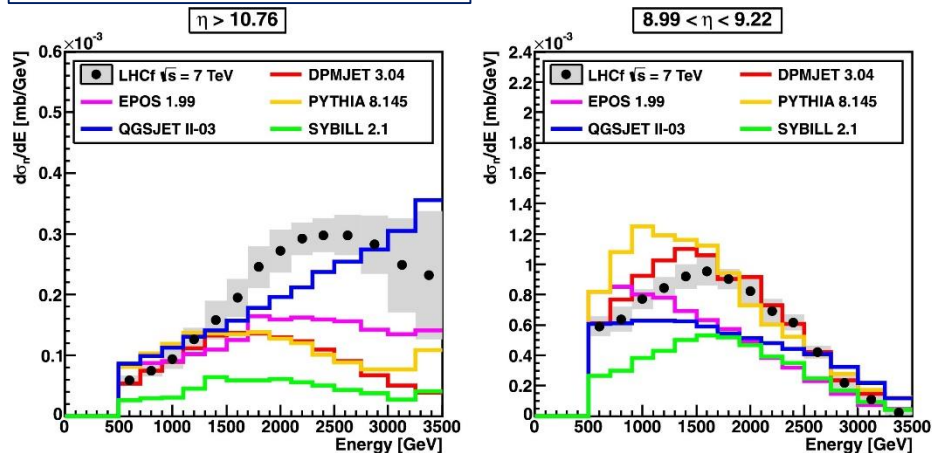 η > 10.76
×10⁻³
dσₙ/dE [mb/GeV]
0.6
0.5
0.4
0.3
0.2
0.1
0
LHCf √s = 7 TeV
DPMJET 3.04
EPOS 1.99
PYTHIA 8.145
QGSJET II-03
SYBILL 2.1
0 500 1000 1500 2000 2500 3000 3500
Energy [GeV]
8.99 < η < 9.22
×10⁻³
dσₙ/dE [mb/GeV]
2.4
2.2
2
1.8
1.6
1.4
1.2
1
0.8
0.6
0.4
0.2
0
LHCf √s = 7 TeV
DPMJET 3.04
EPOS 1.99
PYTHIA 8.145
QGSJET II-03
SYBILL 2.1
0 500 1000 1500 2000 2500 3000 3500
Energy [GeV]